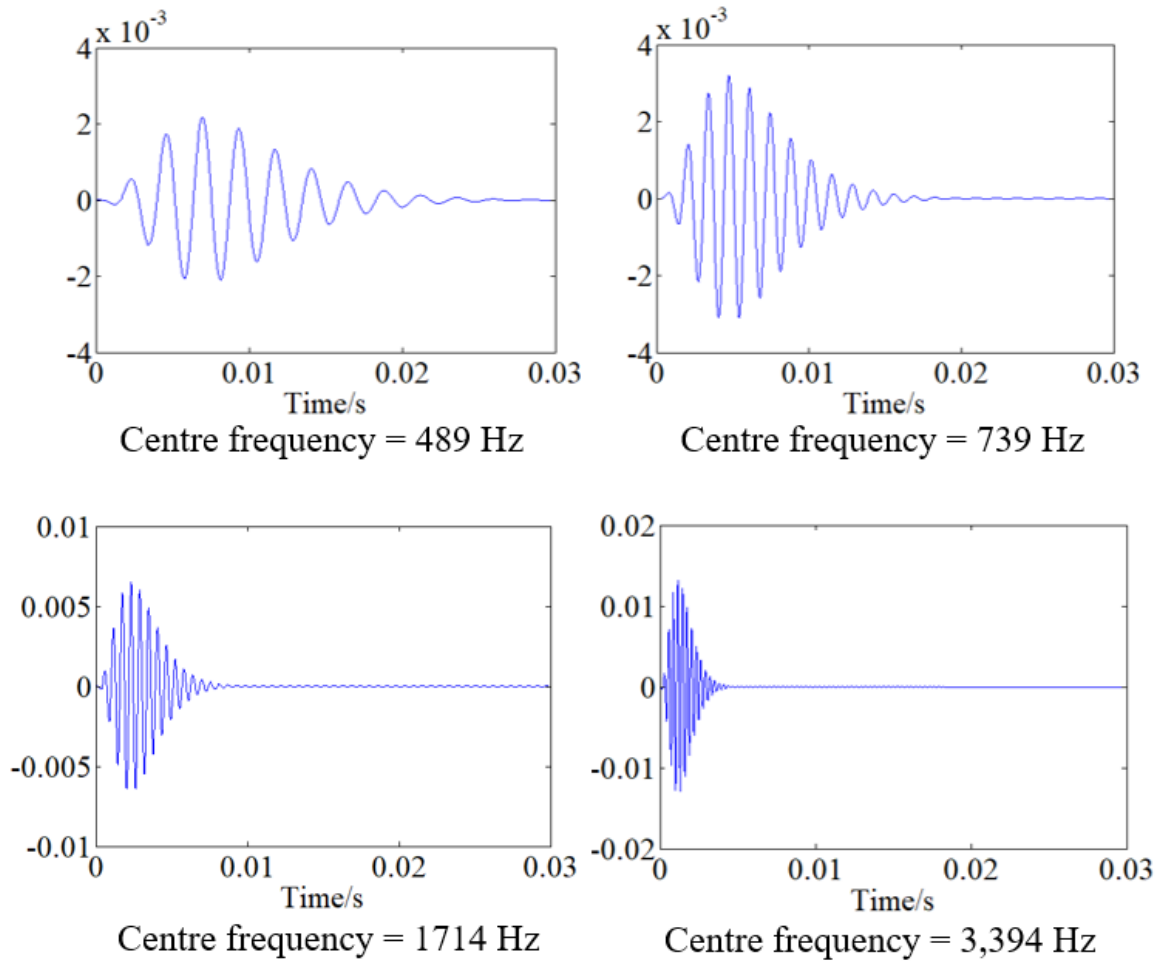 x 10-3
4
2
0
-2
-4
0 0.01 0.02 0.03
Time/s
Centre frequency = 489 Hz
x 10-3
4
2
0
-2
-4
0 0.01 0.02 0.03
Time/s
Centre frequency = 739 Hz
0.01
0.005
0
-0.005
-0.01
0 0.01 0.02 0.03
Time/s
Centre frequency = 1714 Hz
0.02
0.01
0
-0.01
-0.02
0 0.01 0.02 0.03
Time/s
Centre frequency = 3,394 Hz